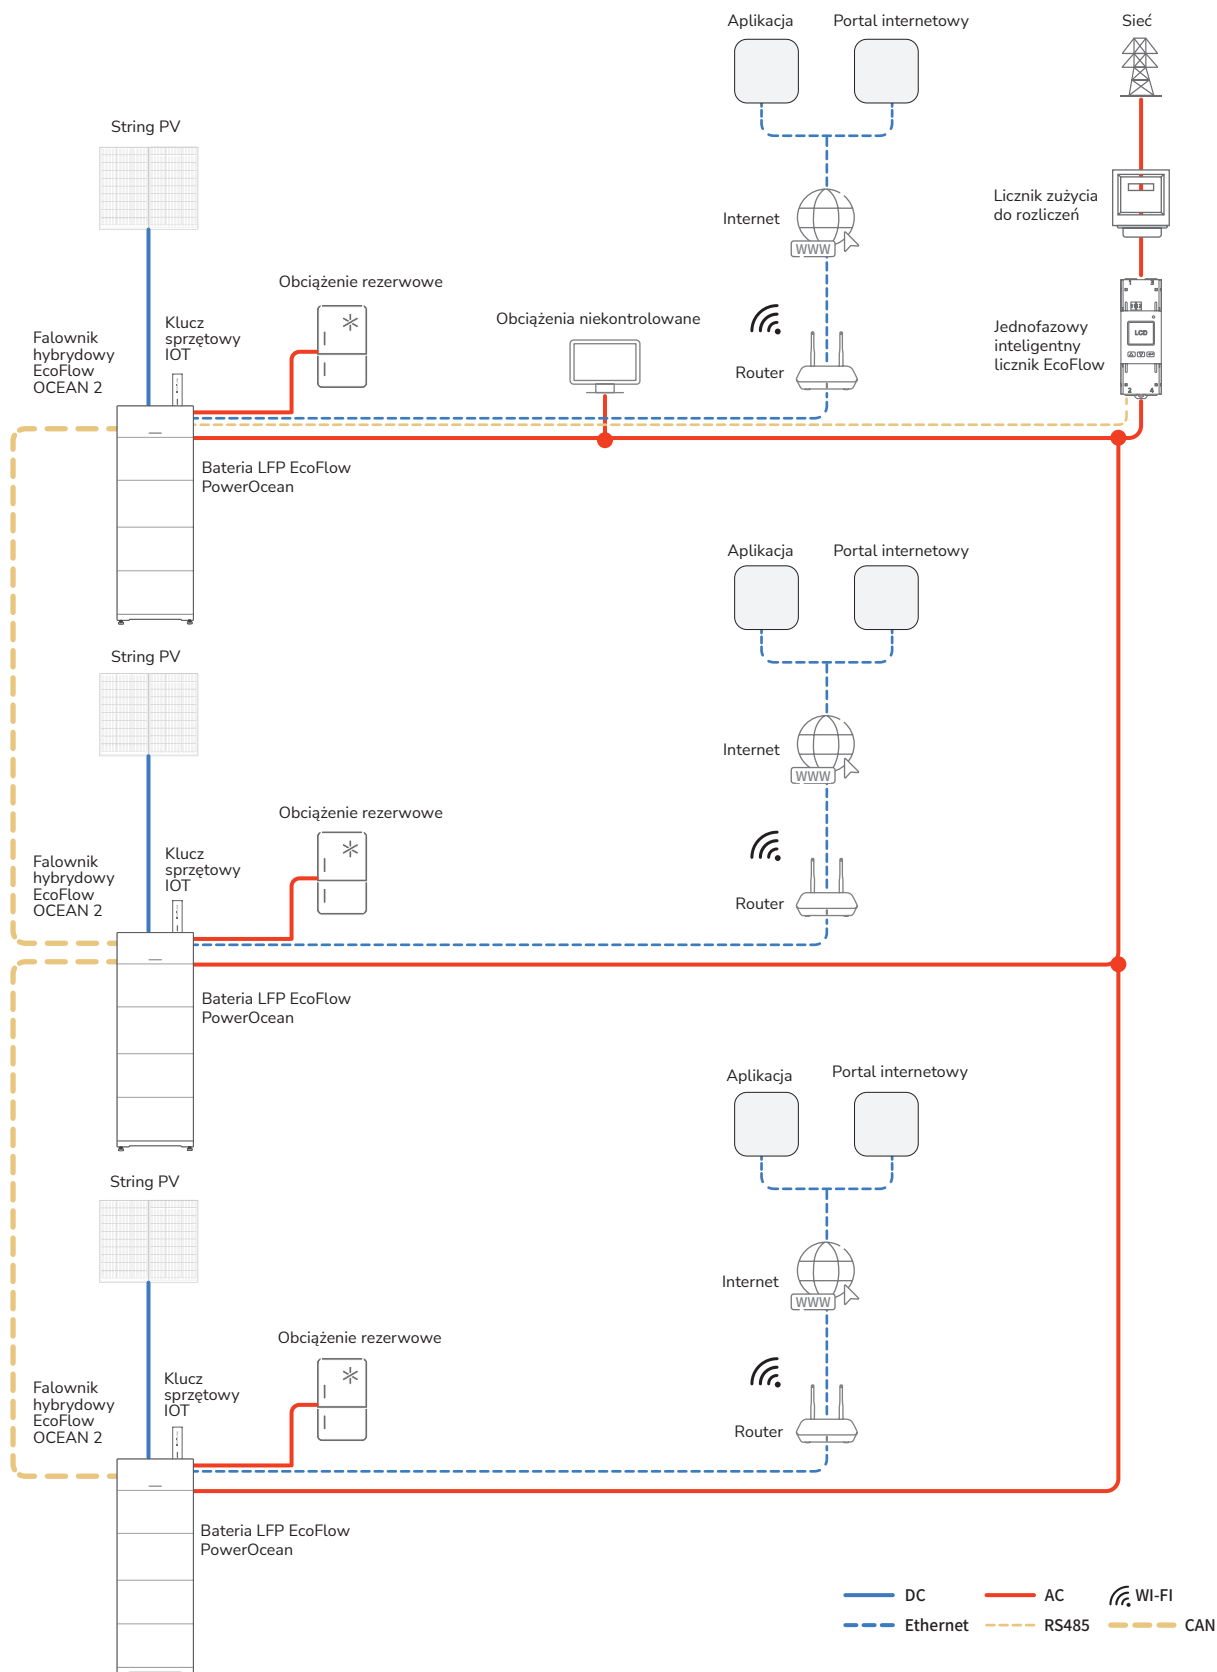 Aplikacja
Portal internetowy
Sieć
String PV
Licznik zużycia
do rozliczeń
Internet
WWW
Obciążenie rezerwowe
Obciążenia niekontrolowane
Falownik
hybrydowy
EcoFlow
OCEAN 2
Klucz
sprzętowy
IOT
Router
1 3
LCD
2 4
Jednofazowy
inteligentny
licznik EcoFlow
Bateria LFP EcoFlow
PowerOcean
Aplikacja
Portal internetowy
String PV
Internet
WWW
Obciążenie rezerwowe
Falownik
hybrydowy
EcoFlow
OCEAN 2
Klucz
sprzętowy
IOT
Router
Bateria LFP EcoFlow
PowerOcean
Aplikacja
Portal internetowy
String PV
Internet
WWW
Obciążenie rezerwowe
Falownik
hybrydowy
EcoFlow
OCEAN 2
Klucz
sprzętowy
IOT
Router
Bateria LFP EcoFlow
PowerOcean
DC
AC
WI-FI
Ethernet
RS485
CAN